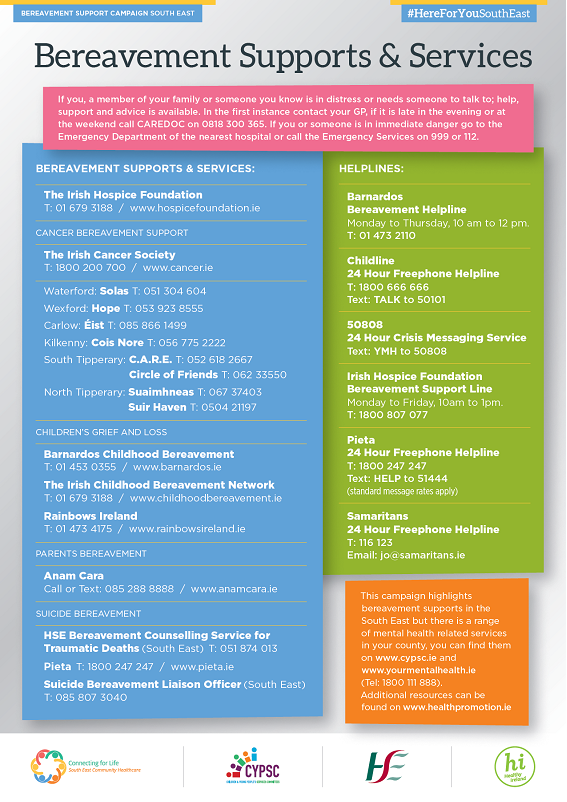 BEREAVEMENT SUPPORT CAMPAIGN SOUTH EAST
#HereForYouSouthEast
Bereavement Supports & Services
If you, a member of your family or someone you know is in distress or needs someone to talk to; help,
support and advice is available. In the first instance contact your GP, if it is late in the evening or at
the weekend call CAREDOC on 0818 300 365. If you or someone is in immediate danger go to the
Emergency Department of the nearest hospital or call the Emergency Services on 999 or 112.
BEREAVEMENT SUPPORTS & SERVICES:
The Irish Hospice Foundation
T: 01 679 3188 / www.hospicefoundation.ie
CANCER BEREAVEMENT SUPPORT
The Irish Cancer Society
T: 1800 200 700 / www.cancer.ie
Waterford: Solas T: 051 304 604
Wexford: Hope T: 053 923 8555
Carlow: Éist T: 085 866 1499
Kilkenny: Cois Nore T: 056 775 2222
South Tipperary: C.A.R.E. T: 052 618 2667
Circle of Friends T: 062 33550
North Tipperary: Suaimhneas T: 067 37403
Suir Haven T: 0504 21197
CHILDREN'S GRIEF AND LOSS
Barnardos Childhood Bereavement
T: 01 453 0355 / www.barnardos.ie
The Irish Childhood Bereavement Network
T: 01 679 3188 / www.childhoodbereavement.ie
Rainbows Ireland
T: 01 473 4175 / www.rainbowsireland.ie
PARENTS BEREAVEMENT
Anam Cara
Call or Text: 085 288 8888 / www.anamcara.ie
SUICIDE BEREAVEMENT
HSE Bereavement Counselling Service for
Traumatic Deaths (South East) T: 051 874 013
Pieta T: 1800 247 247 / www.pieta.ie
Suicide Bereavement Liaison Officer (South East)
T: 085 807 3040
HELPLINES:
Barnardos
Bereavement Helpline
Monday to Thursday, 10 am to 12 pm.
T: 01 473 2110
Childline
24 Hour Freephone Helpline
T: 1800 666 666
Text: TALK to 50101
50808
24 Hour Crisis Messaging Service
Text: YMH to 50808
Irish Hospice Foundation
Bereavement Support Line
Monday to Friday, 10am to 1pm.
T: 1800 807 077
Pieta
24 Hour Freephone Helpline
T: 1800 247 247
Text: HELP to 51444
(standard message rates apply)
Samaritans
24 Hour Freephone Helpline
T: 116 123
Email: jo@samaritans.ie
This campaign highlights
bereavement supports in the
South East but there is a range
of mental health related services
in your county, you can find them
on www.cypsc.ie and
www.yourmentalhealth.ie
(Tel: 1800 111 888).
Additional resources can be
found on www.healthpromotion.ie
Connecting for Life
South East Community Healthcare
CYPSC
HSE
hi
Healthy
Ireland